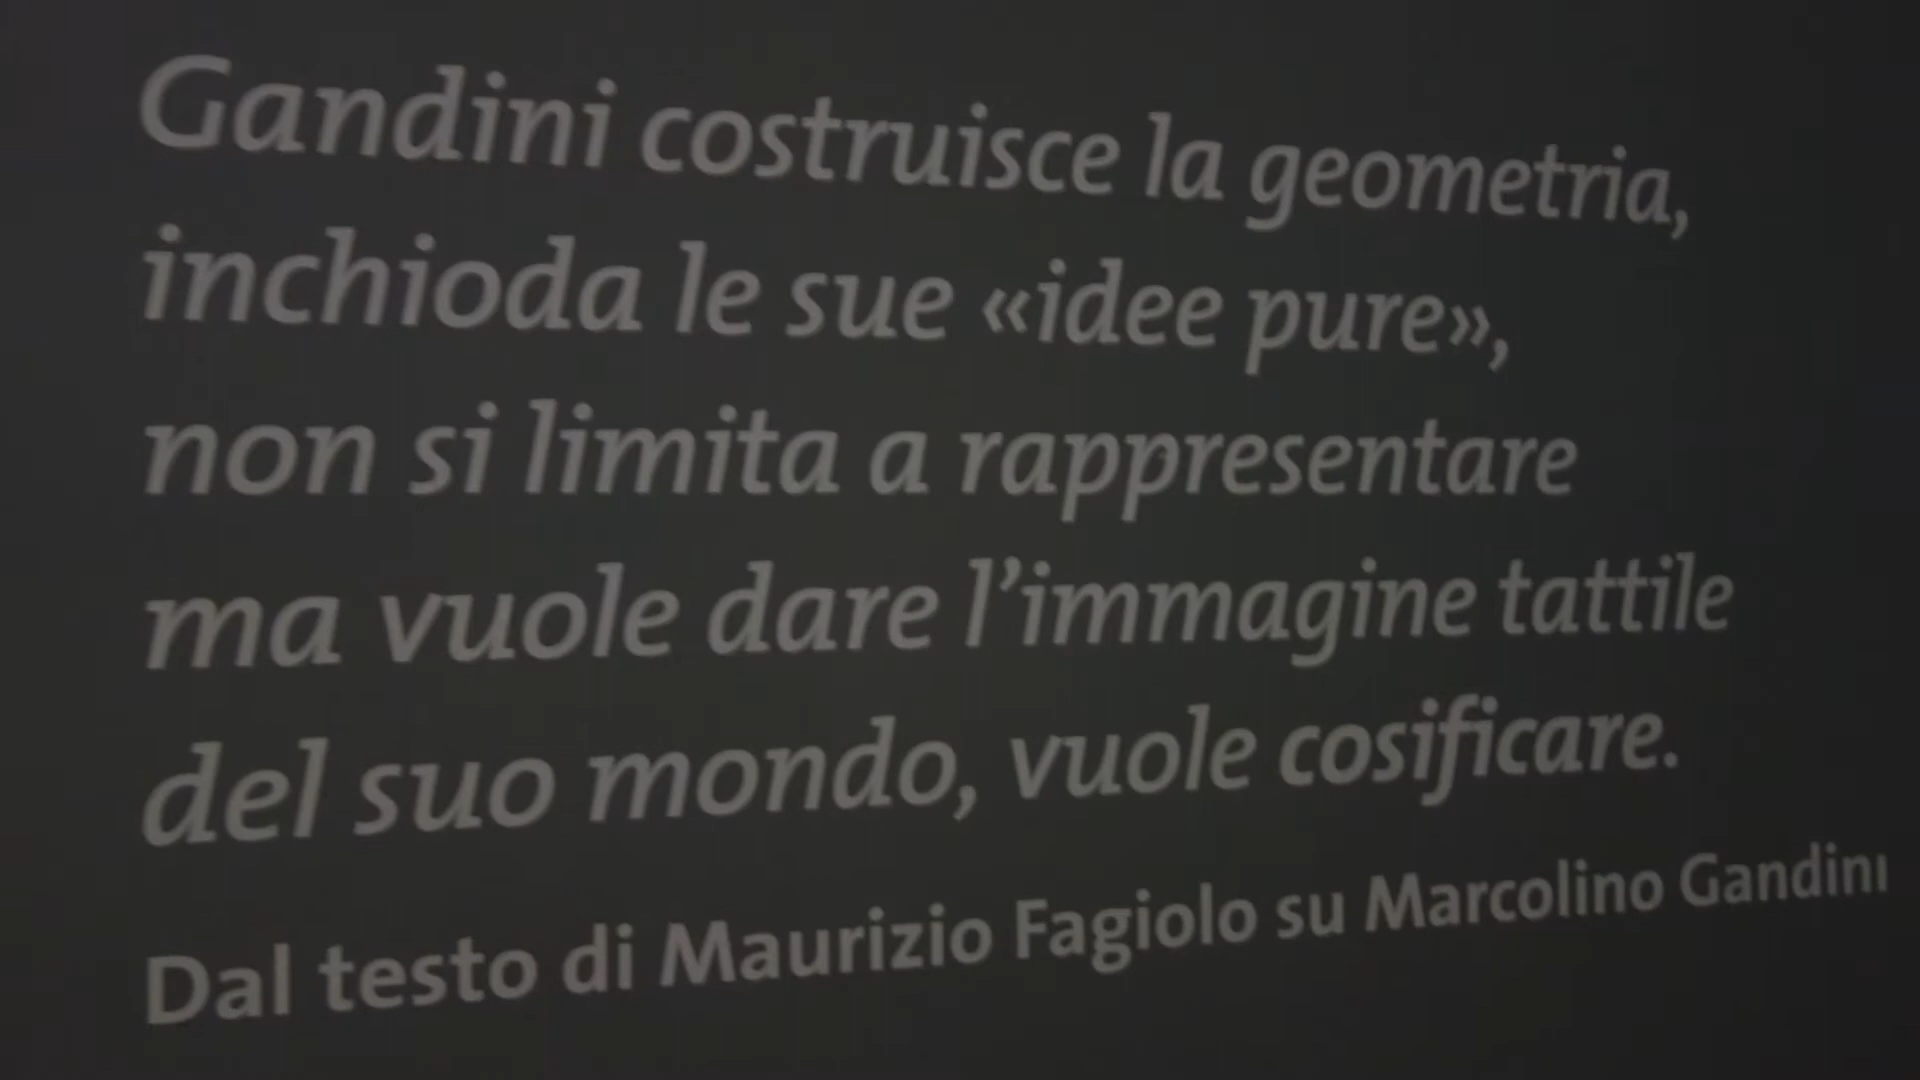 Gandini costruisce la geometria,
inchioda le sue «idee pure»,
non si limita a rappresentare
ma vuole dare l’immagine tattile
del suo mondo, vuole cosificare.
Dal testo di Maurizio Fagiolo su Marcolino Gandini